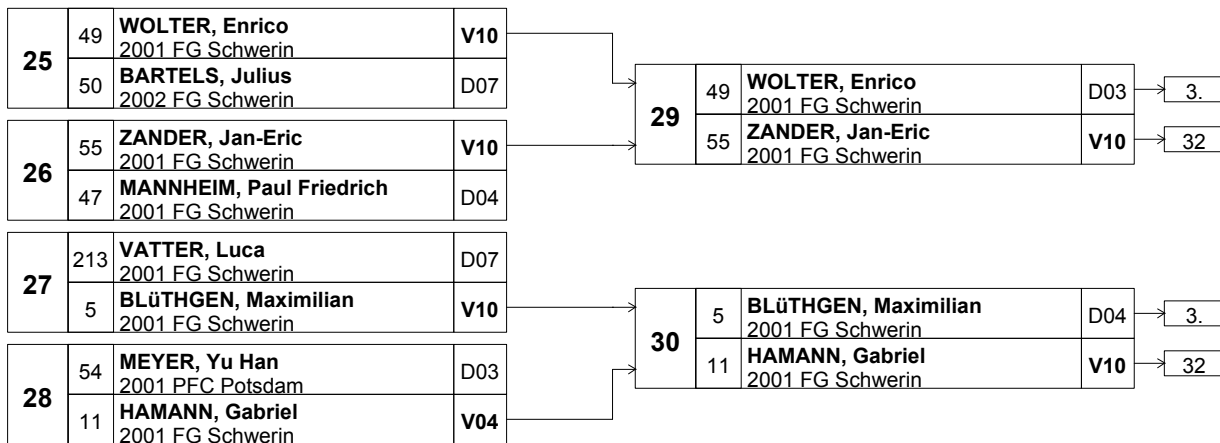 25
49 WOLTER, Enrico V10
2001 FG Schwerin
50 BARTELS, Julius D07
2002 FG Schwerin
26
55 ZANDER, Jan-Eric V10
2001 FG Schwerin
47 MANNHEIM, Paul Friedrich D04
2001 FG Schwerin
27
213 VATTER, Luca D07
2001 FG Schwerin
5 BLüTHGEN, Maximilian V10
2001 FG Schwerin
28
54 MEYER, Yu Han D03
2001 PFC Potsdam
11 HAMANN, Gabriel V04
2001 FG Schwerin
29
49 WOLTER, Enrico D03 3.
2001 FG Schwerin
55 ZANDER, Jan-Eric V10 32
2001 FG Schwerin
30
5 BLüTHGEN, Maximilian D04 3.
2001 FG Schwerin
11 HAMANN, Gabriel V10 32
2001 FG Schwerin